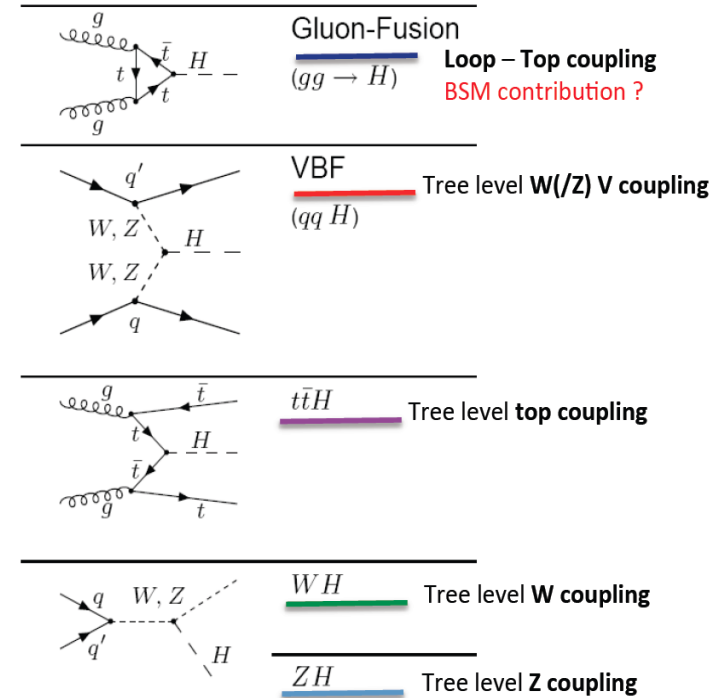 g
t̄
H
t
t
g
Gluon-Fusion
(gg → H)
Loop – Top coupling
BSM contribution ?
q′
W, Z
H
W, Z
q
VBF
(qq H)
Tree level W(/Z) V coupling
g
t̄
t
H
t̄
g
t
tt̄H
Tree level top coupling
q
W, Z
q′
H
WH
Tree level W coupling
ZH
Tree level Z coupling